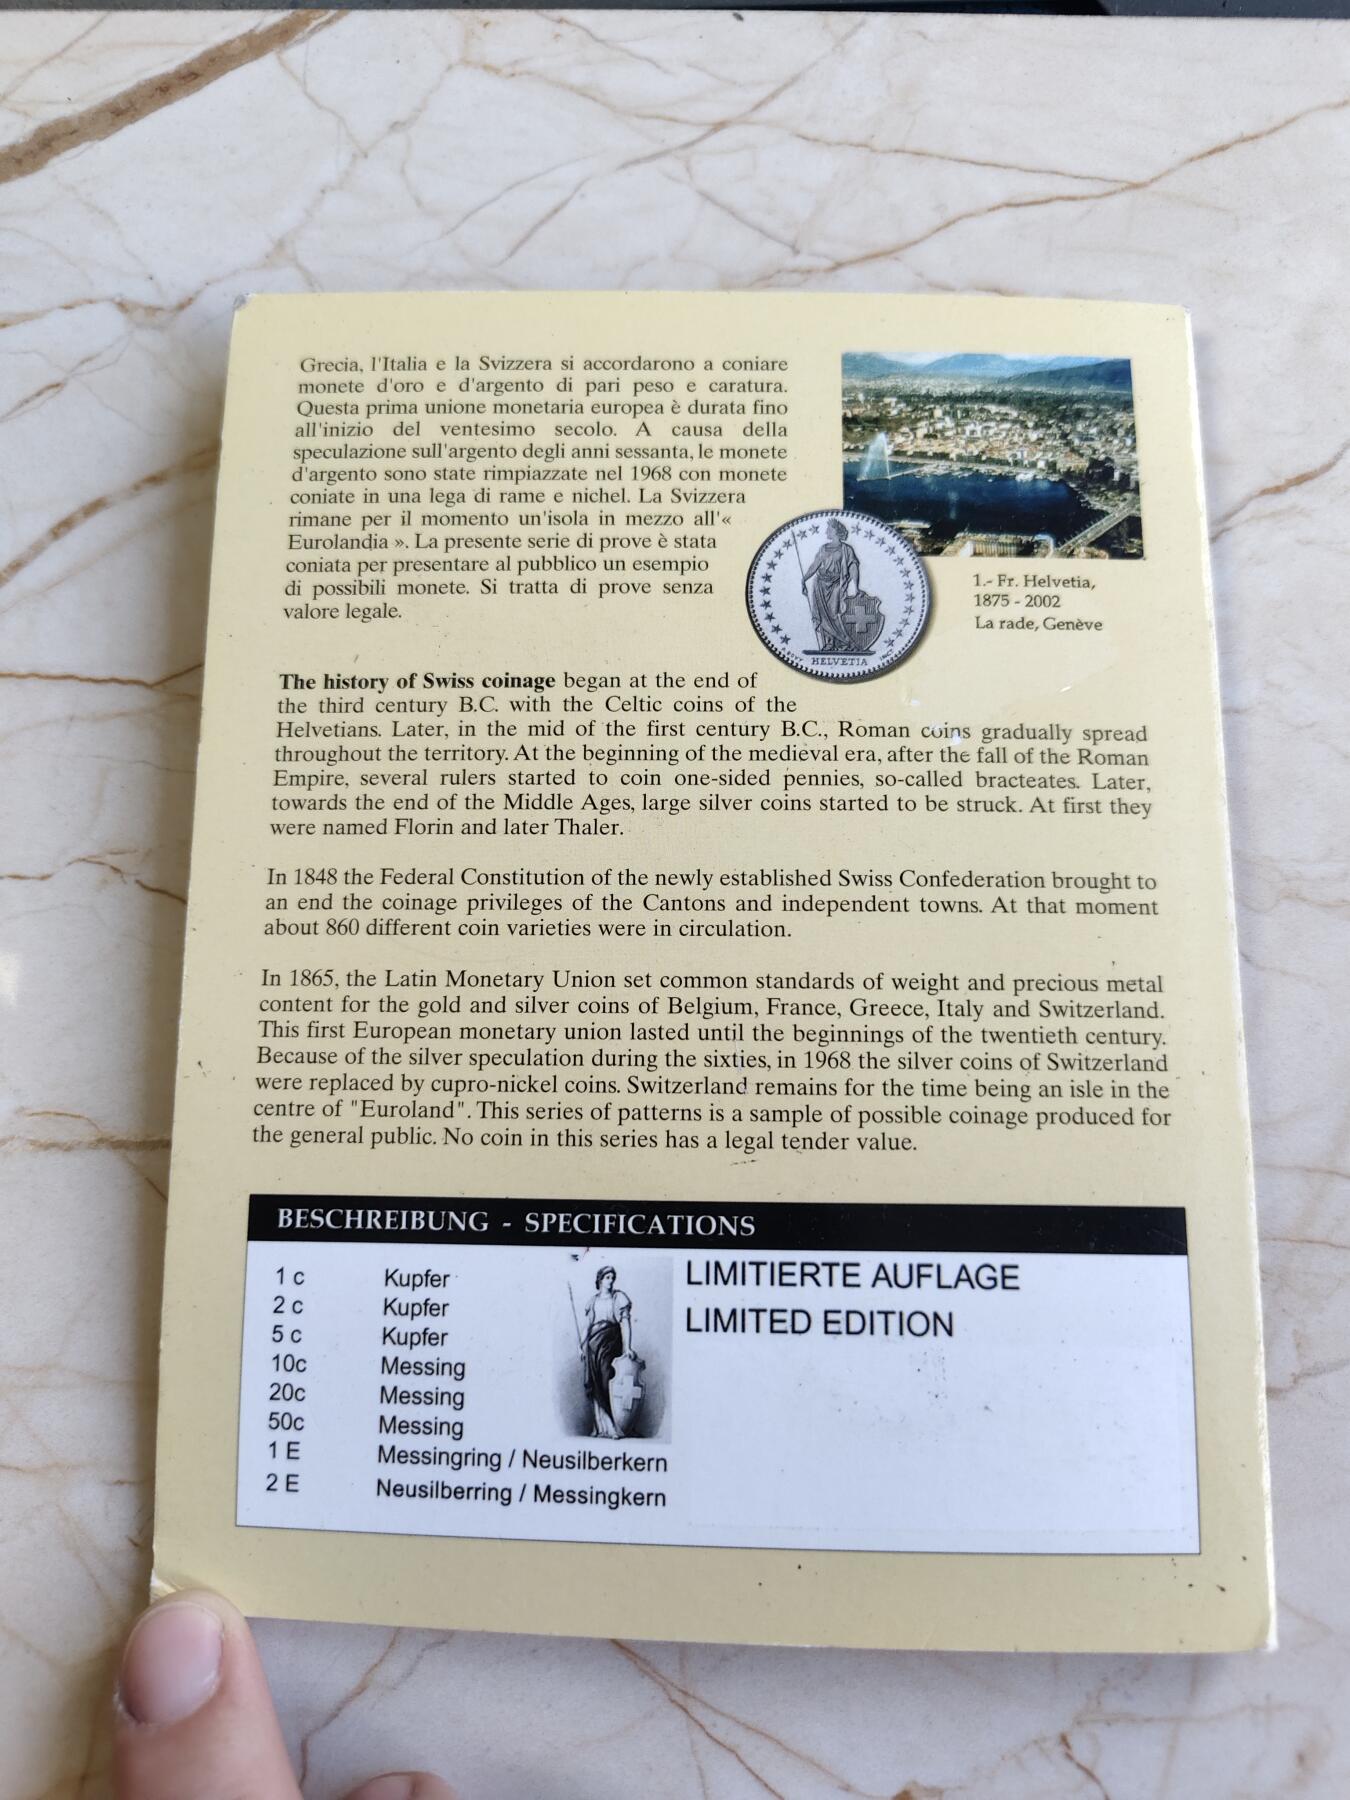 Grecia, l'Italia e la Svizzera si accordarono a coniare
monete d'oro e d'argento di pari peso e caratura.
Questa prima unione monetaria europea è durata fino
all'inizio del ventesimo secolo. A causa della
speculazione sull'argento degli anni sessanta, le monete
d'argento sono state rimpiazzate nel 1968 con monete
coniate in una lega di rame e nichel. La Svizzera
rimane per il momento un'isola in mezzo all'«
Eurolandia ». La presente serie di prove è stata
coniata per presentare al pubblico un esempio
di possibili monete. Si tratta di prove senza
valore legale.
HELVETIA
1.- Fr. Helvetia,
1875 - 2002
La rade, Genève
The history of Swiss coinage began at the end of
the third century B.C. with the Celtic coins of the
Helvetians. Later, in the mid of the first century B.C., Roman coins gradually spread
throughout the territory. At the beginning of the medieval era, after the fall of the Roman
Empire, several rulers started to coin one-sided pennies, so-called bracteates. Later,
towards the end of the Middle Ages, large silver coins started to be struck. At first they
were named Florin and later Thaler.
In 1848 the Federal Constitution of the newly established Swiss Confederation brought to
an end the coinage privileges of the Cantons and independent towns. At that moment
about 860 different coin varieties were in circulation.
In 1865, the Latin Monetary Union set common standards of weight and precious metal
content for the gold and silver coins of Belgium, France, Greece, Italy and Switzerland.
This first European monetary union lasted until the beginnings of the twentieth century.
Because of the silver speculation during the sixties, in 1968 the silver coins of Switzerland
were replaced by cupro-nickel coins. Switzerland remains for the time being an isle in the
centre of "Euroland". This series of patterns is a sample of possible coinage produced for
the general public. No coin in this series has a legal tender value.
BESCHREIBUNG - SPECIFICATIONS
1 c Kupfer
2 c Kupfer
5 c Kupfer
10c Messing
20c Messing
50c Messing
1 E Messingring / Neusilberkern
2 E Neusilberring / Messingkern
LIMITIERTE AUFLAGE
LIMITED EDITION